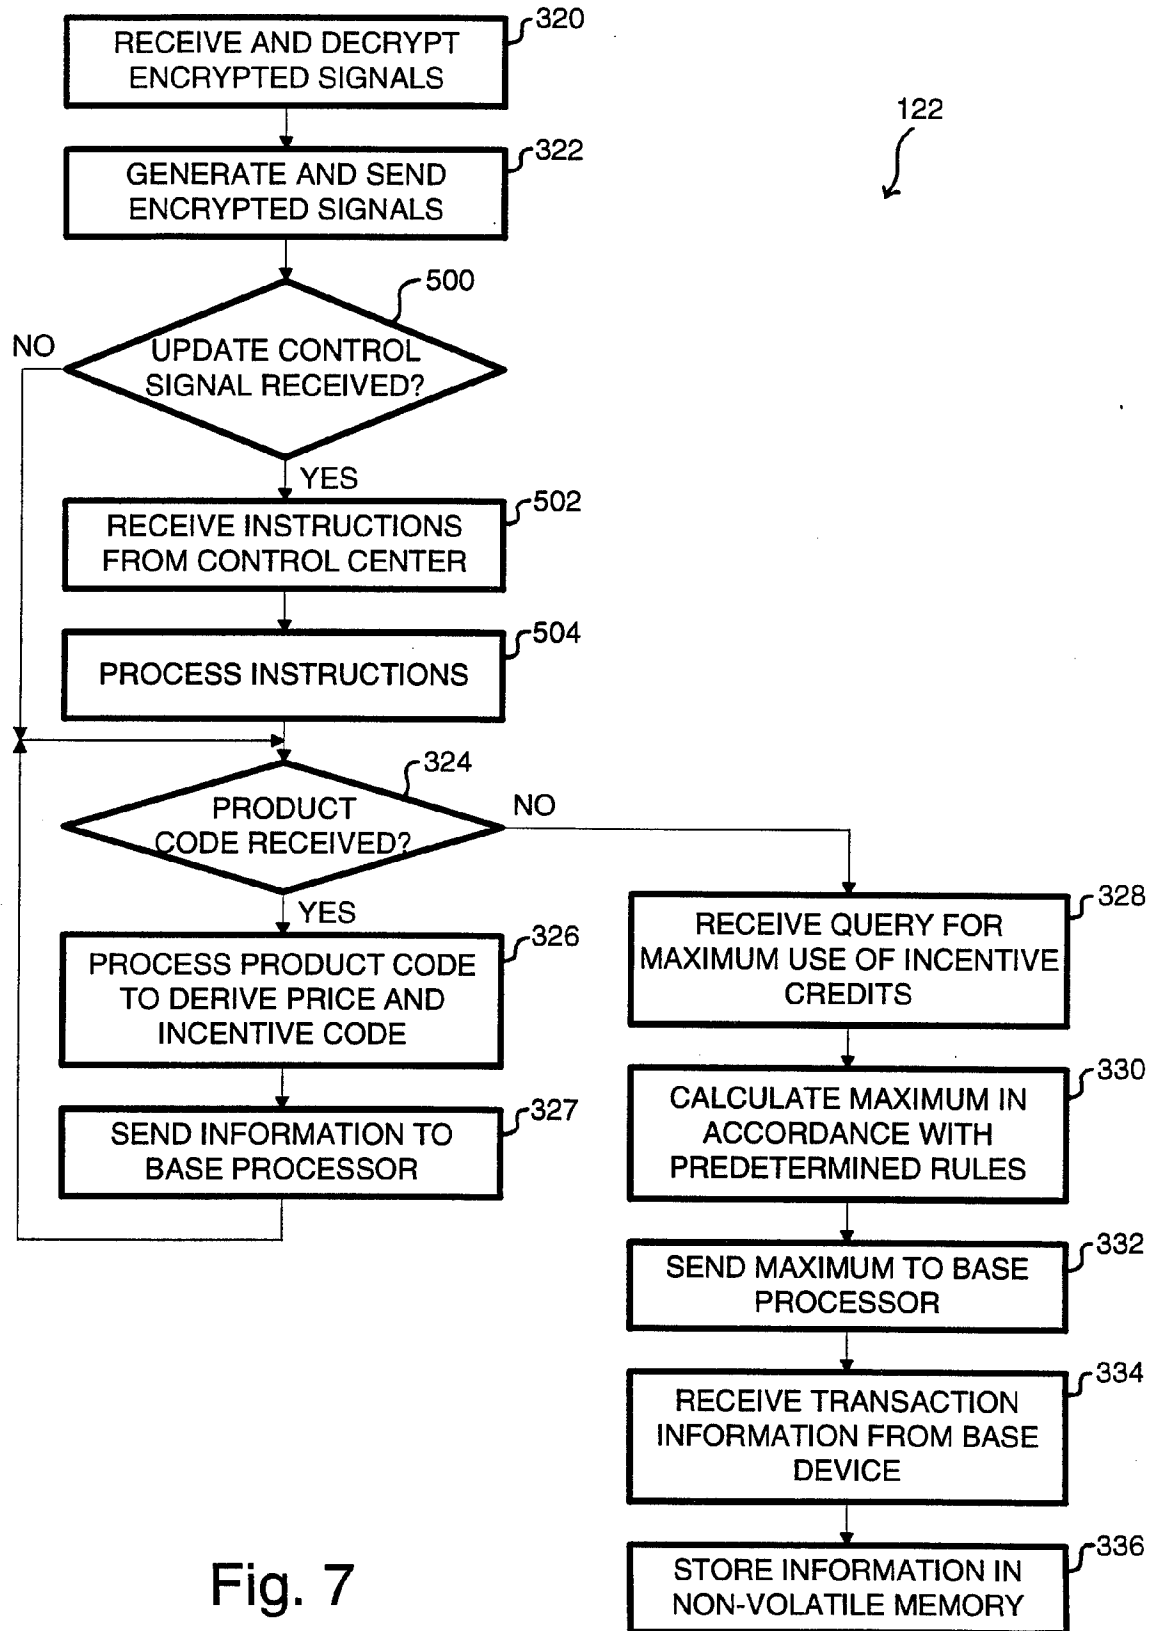 320
RECEIVE AND DECRYPT
ENCRYPTED SIGNALS
122
322
GENERATE AND SEND
ENCRYPTED SIGNALS
500
NO
UPDATE CONTROL
SIGNAL RECEIVED?
YES
502
RECEIVE INSTRUCTIONS
FROM CONTROL CENTER
504
PROCESS INSTRUCTIONS
324
PRODUCT
CODE RECEIVED?
NO
YES
326
PROCESS PRODUCT CODE
TO DERIVE PRICE AND
INCENTIVE CODE
327
SEND INFORMATION TO
BASE PROCESSOR
328
RECEIVE QUERY FOR
MAXIMUM USE OF INCENTIVE
CREDITS
330
CALCULATE MAXIMUM IN
ACCORDANCE WITH
PREDETERMINED RULES
332
SEND MAXIMUM TO BASE
PROCESSOR
334
RECEIVE TRANSACTION
INFORMATION FROM BASE
DEVICE
336
STORE INFORMATION IN
NON-VOLATILE MEMORY
Fig. 7